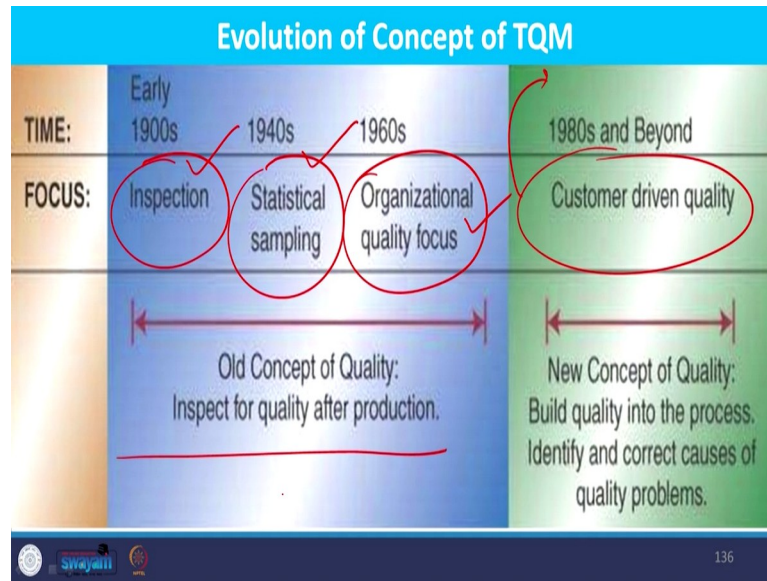 Evolution of Concept of TQM
Early
TIME: 1900s 1940s 1960s 1980s and Beyond
FOCUS: Inspection Statistical Organizational Customer driven quality
sampling quality focus
Old Concept of Quality:
Inspect for quality after production.
New Concept of Quality:
Build quality into the process.
Identify and correct causes of
quality problems.
swayam
136